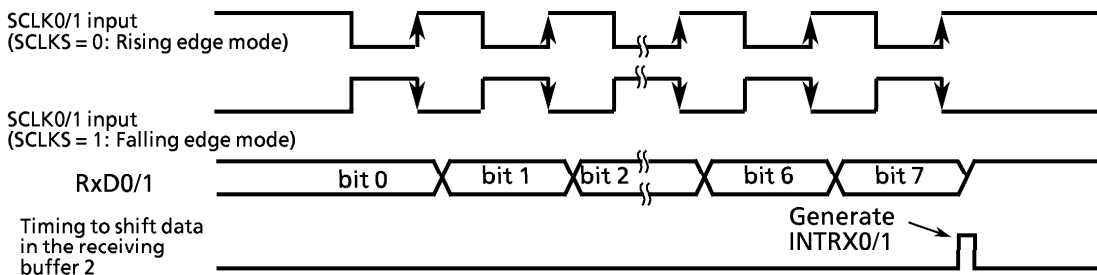 SCLK0/1 input
(SCLKS = 0: Rising edge mode)
SCLK0/1 input
(SCLKS = 1: Falling edge mode)
RxD0/1
bit 0
bit 1
bit 2
bit 6
bit 7
Timing to shift data
in the receiving
buffer 2
Generate
INTRX0/1